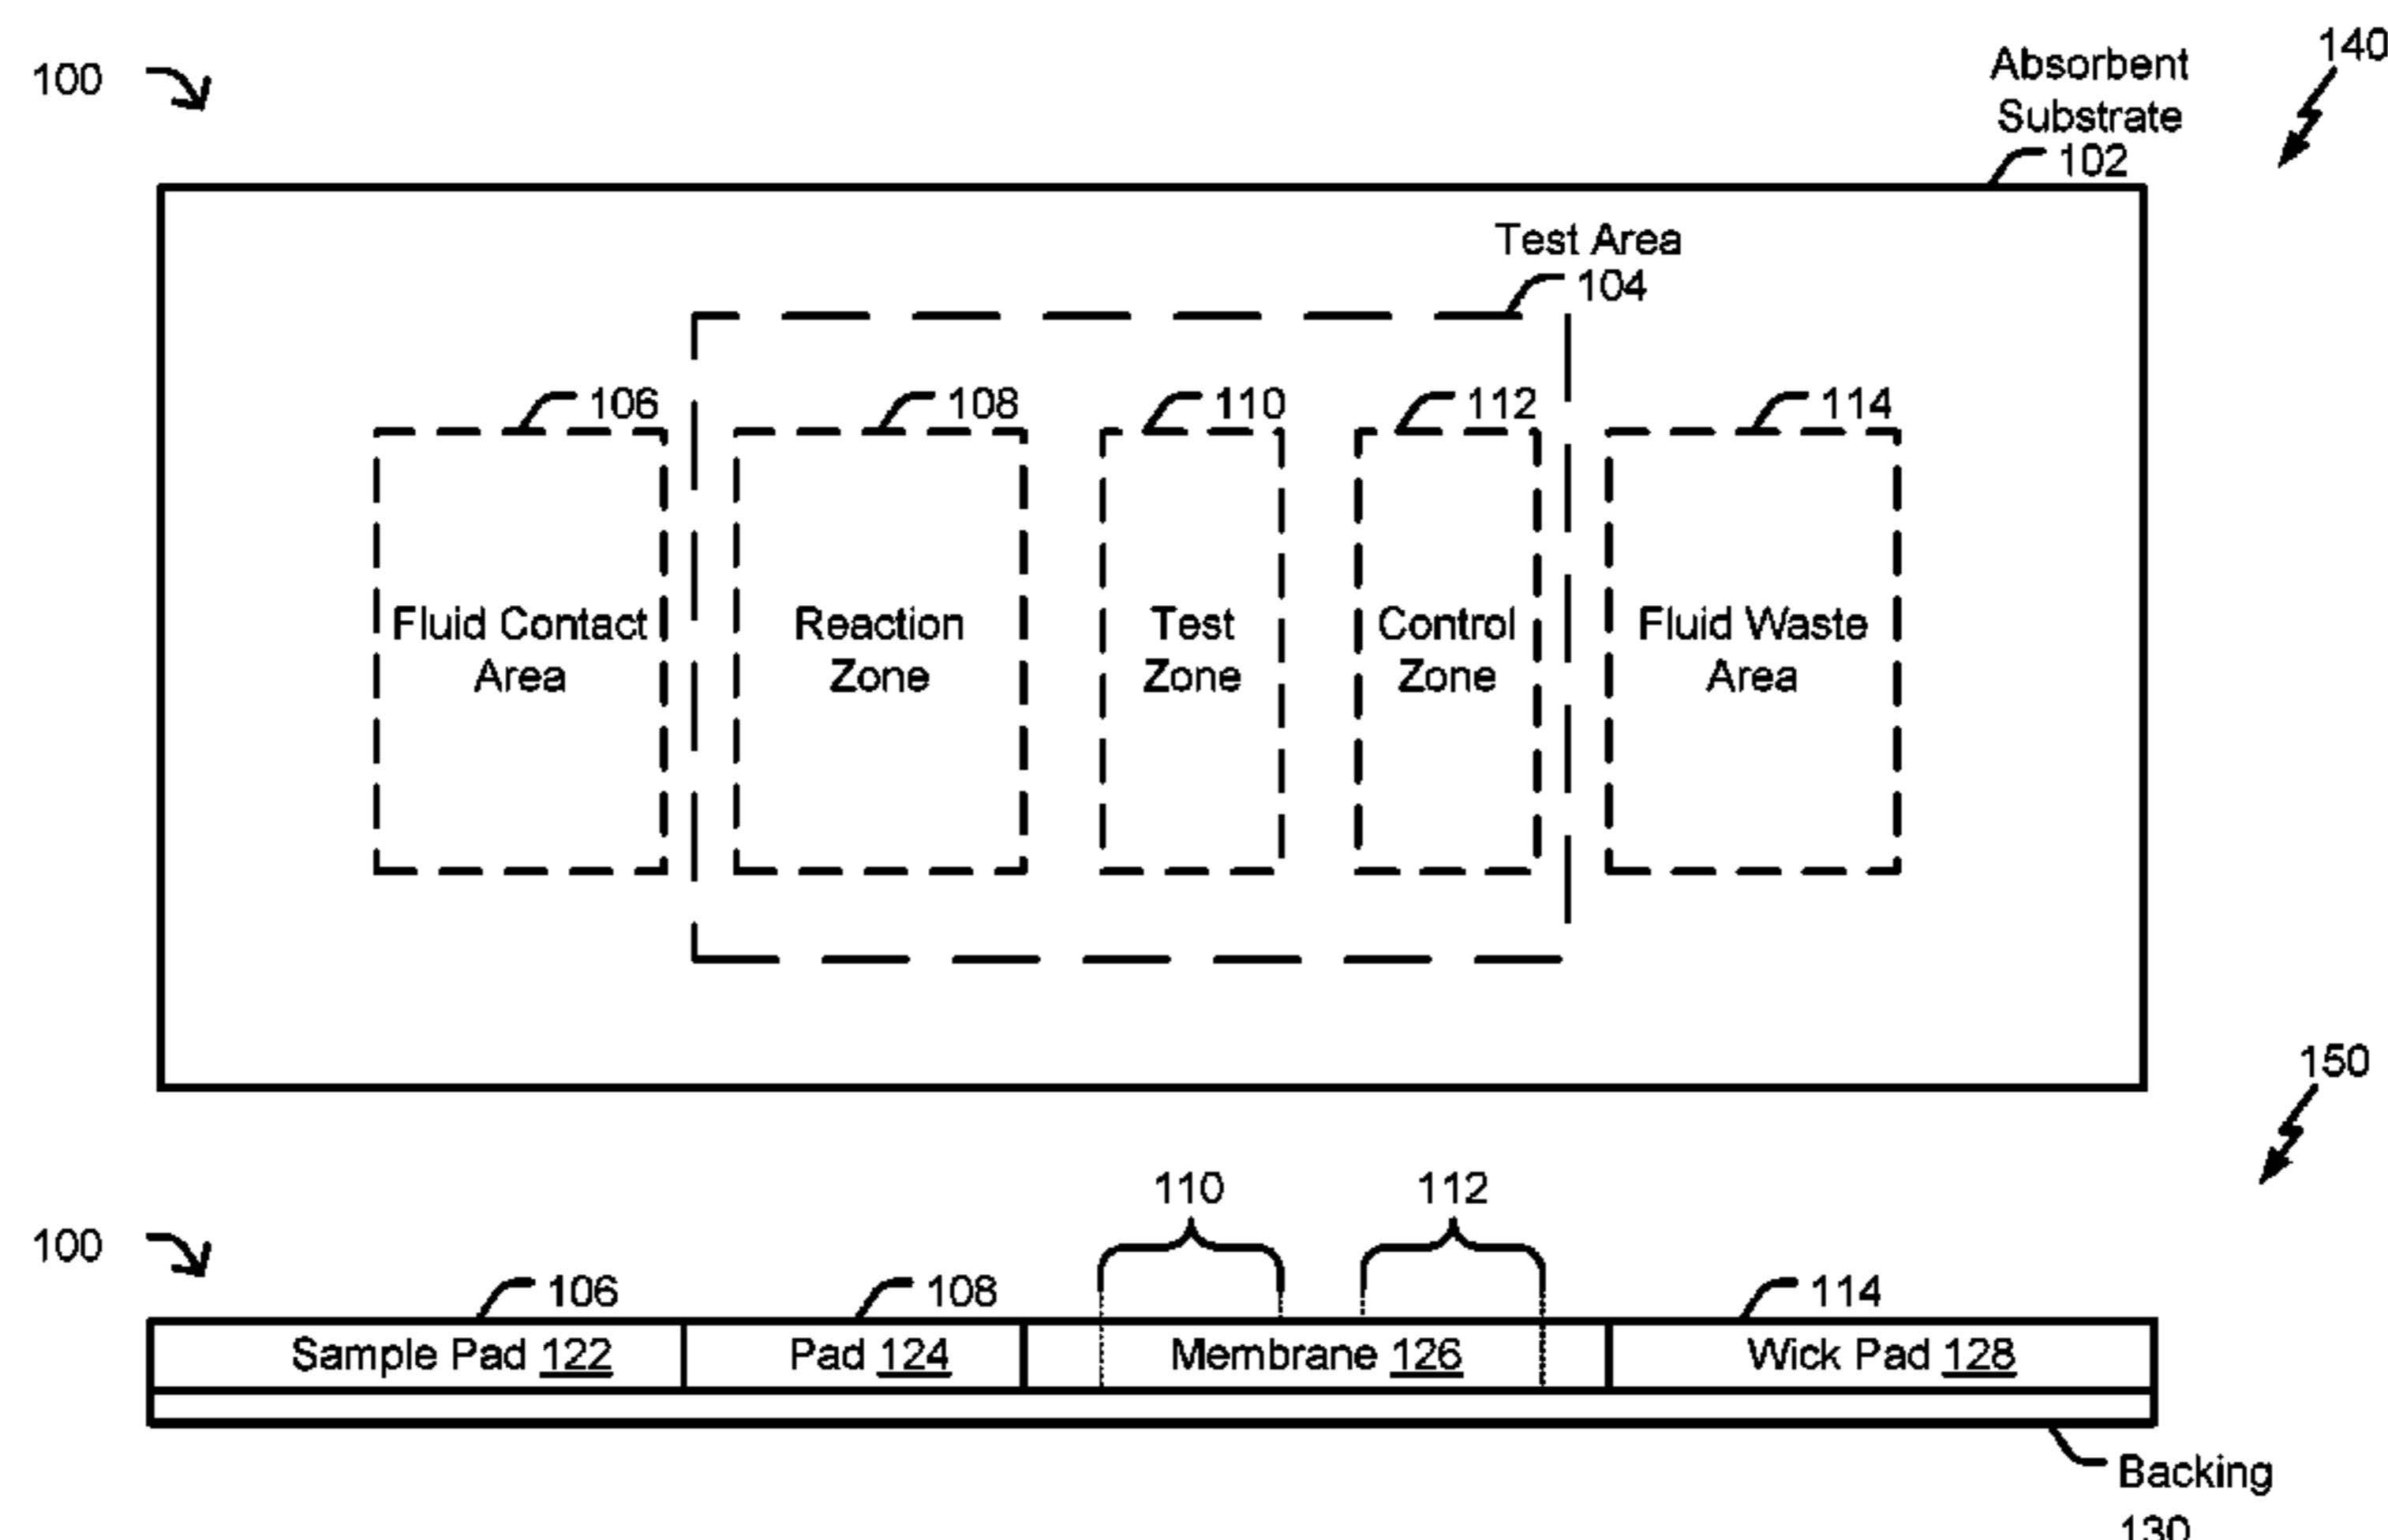 100
140
Absorbent
Substrate
102
Test Area
104
106
108
110
112
114
Fluid Contact
Area
Reaction
Zone
Test
Zone
Control
Zone
Fluid Waste
Area
150
110
112
100
106
108
114
Sample Pad 122
Pad 124
Membrane 126
Wick Pad 128
Backing
130